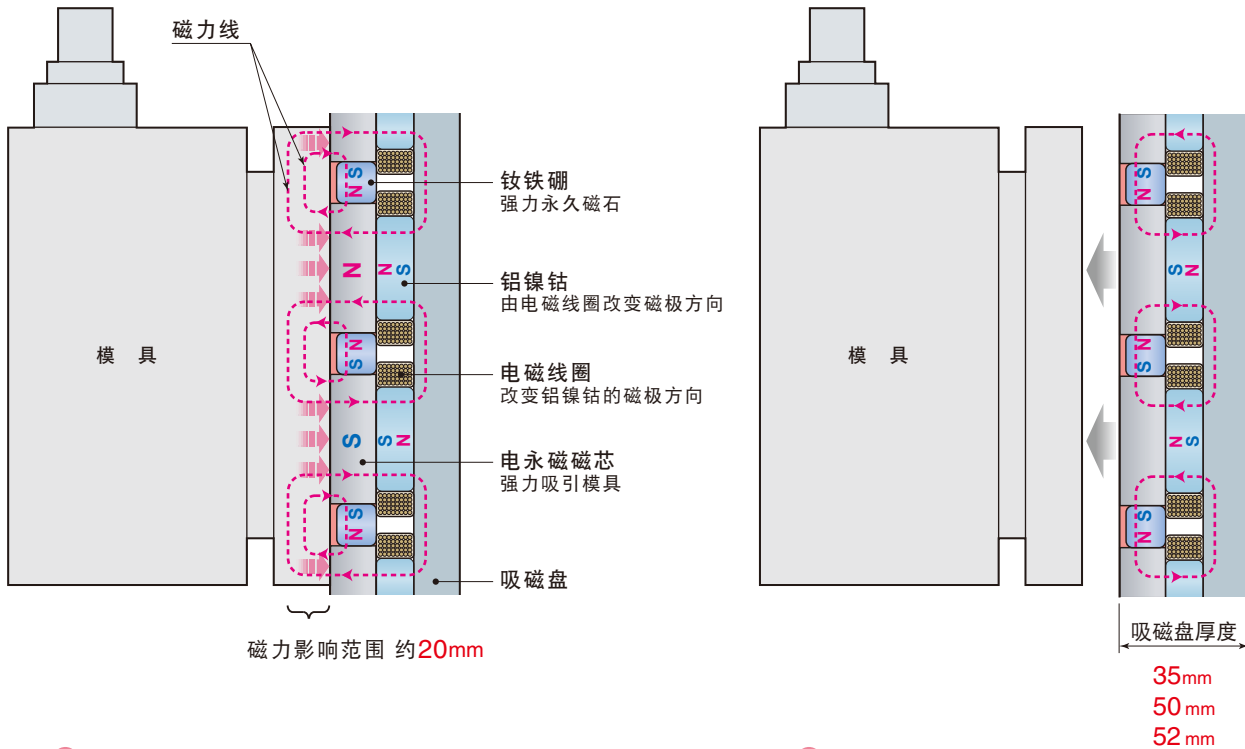 磁力线
钕铁硼
强力永久磁石
铝镍钴
由电磁线圈改变磁极方向
电磁线圈
改变铝镍钴的磁极方向
电永磁磁芯
强力吸引模具
吸磁盘
模 具
S
N
N
N
S
N
S
S
S
N
S
N
磁力影响范围 约20mm
模 具
S
N
S
N
N
S
N
S
S
N
吸磁盘厚度
35mm
50mm
52mm